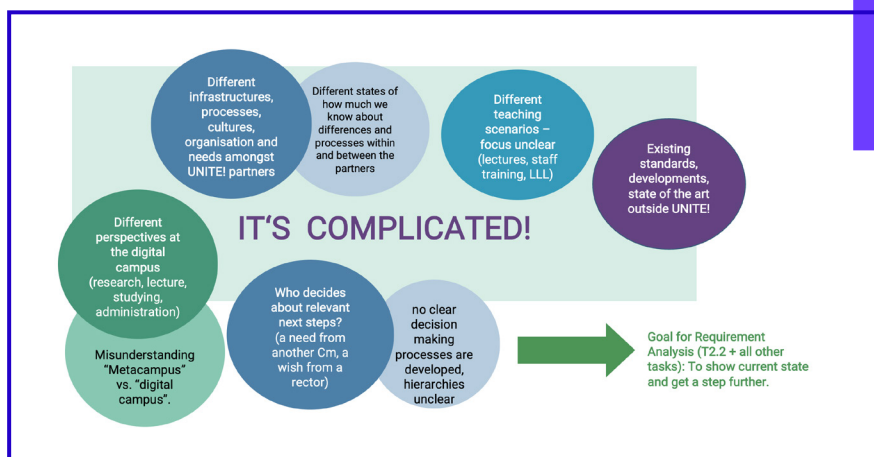 Different
infrastructures,
processes,
cultures,
organisation and
needs amongst
UNITE! partners
Different states of
how much we
know about
differences and
processes within
and between the
partners
Different
teaching
scenarios –
focus unclear
(lectures, staff
training, LLL)
Existing
standards,
developments,
state of the art
outside UNITE!
IT‘S COMPLICATED!
Different
perspectives at
the digital
campus
(research, lecture,
studying,
administration)
Misunderstanding
“Metacampus”
vs. “digital
campus”.
Who decides
about relevant
next steps?
(a need from
another Cm, a
wish from a
rector)
no clear
decision
making
processes are
developed,
hierarchies
unclear
Goal for Requirement
Analysis (T2.2 + all other
tasks): To show current state
and get a step further.